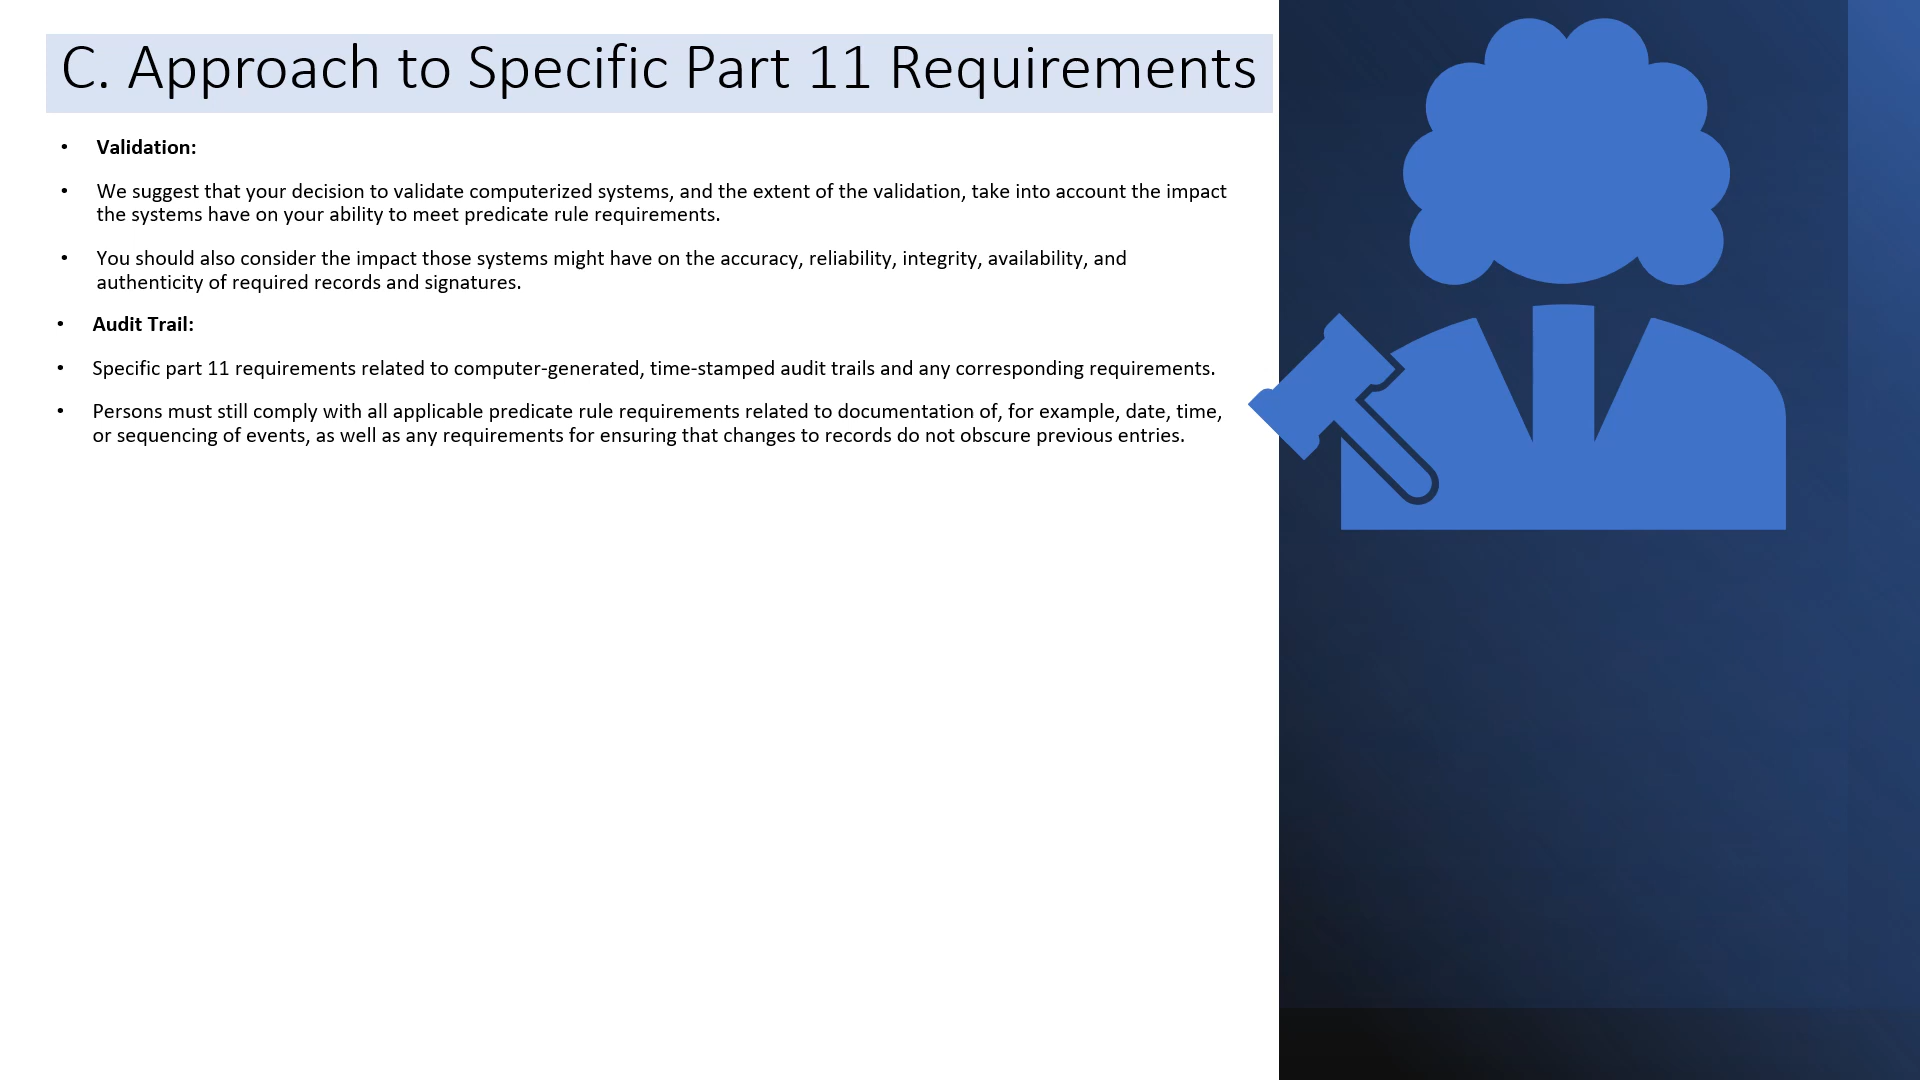 C. Approach to Specific Part 11 Requirements
• Validation:
• We suggest that your decision to validate computerized systems, and the extent of the validation, take into account the impact
the systems have on your ability to meet predicate rule requirements.
• You should also consider the impact those systems might have on the accuracy, reliability, integrity, availability, and
authenticity of required records and signatures.
• Audit Trail:
• Specific part 11 requirements related to computer-generated, time-stamped audit trails and any corresponding requirements.
• Persons must still comply with all applicable predicate rule requirements related to documentation of, for example, date, time,
or sequencing of events, as well as any requirements for ensuring that changes to records do not obscure previous entries.